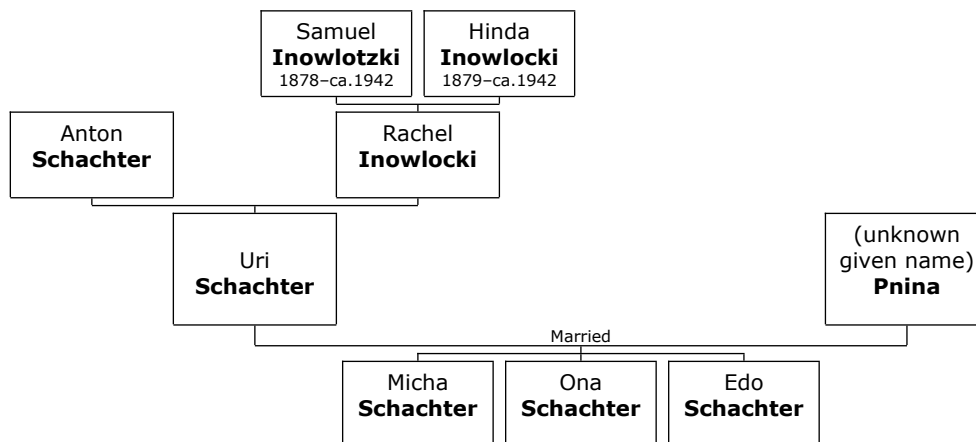 Samuel
Inowlotzki
1878–ca.1942
Hinda
Inowlocki
1879–ca.1942
Anton
Schachter
Rachel
Inowlocki
Uri
Schachter
(unknown
given name)
Pnina
Married
Micha
Schachter
Ona
Schachter
Edo
Schachter